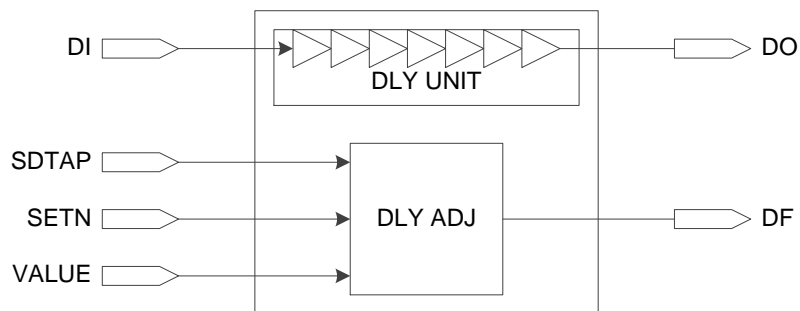 DI
DO
DLY UNIT
SDTAP
SETN
DLY ADJ
DF
VALUE